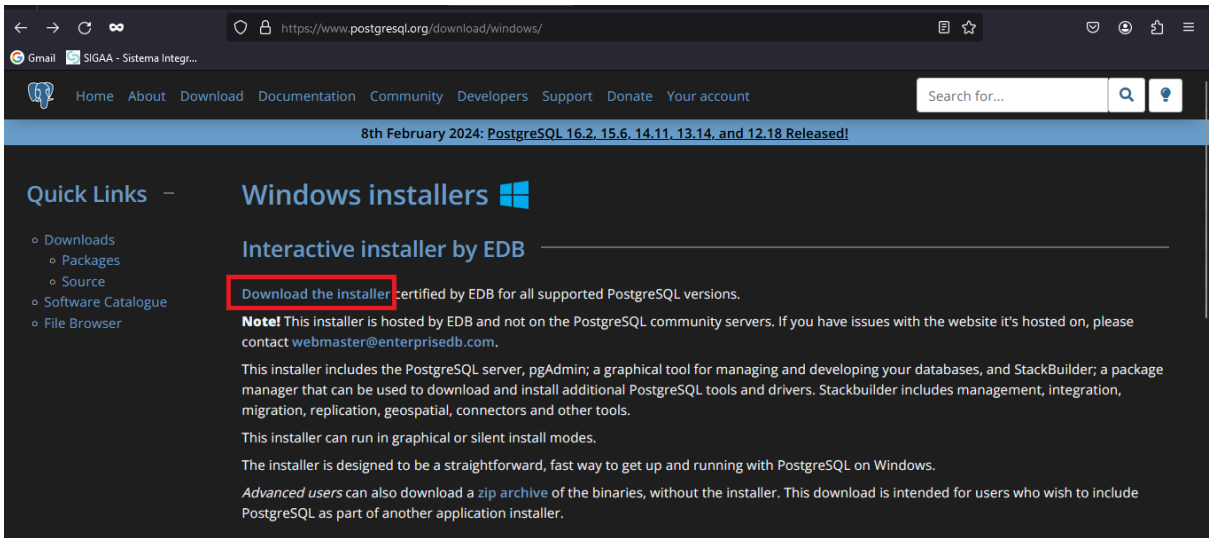 https://www.postgresql.org/download/windows/
Gmail SIGAA - Sistema Integr...
Home About Download Documentation Community Developers Support Donate Your account Search for...
8th February 2024: PostgreSQL 16.2, 15.6, 14.11, 13.14, and 12.18 Released!
Quick Links
Downloads
Packages
Source
Software Catalogue
File Browser
Windows installers
Interactive installer by EDB
Download the installer certified by EDB for all supported PostgreSQL versions.
Note! This installer is hosted by EDB and not on the PostgreSQL community servers. If you have issues with the website it's hosted on, please
contact webmaster@enterprisedb.com.
This installer includes the PostgreSQL server, pgAdmin; a graphical tool for managing and developing your databases, and StackBuilder; a package
manager that can be used to download and install additional PostgreSQL tools and drivers. Stackbuilder includes management, integration,
migration, replication, geospatial, connectors and other tools.
This installer can run in graphical or silent install modes.
The installer is designed to be a straightforward, fast way to get up and running with PostgreSQL on Windows.
Advanced users can also download a zip archive of the binaries, without the installer. This download is intended for users who wish to include
PostgreSQL as part of another application installer.